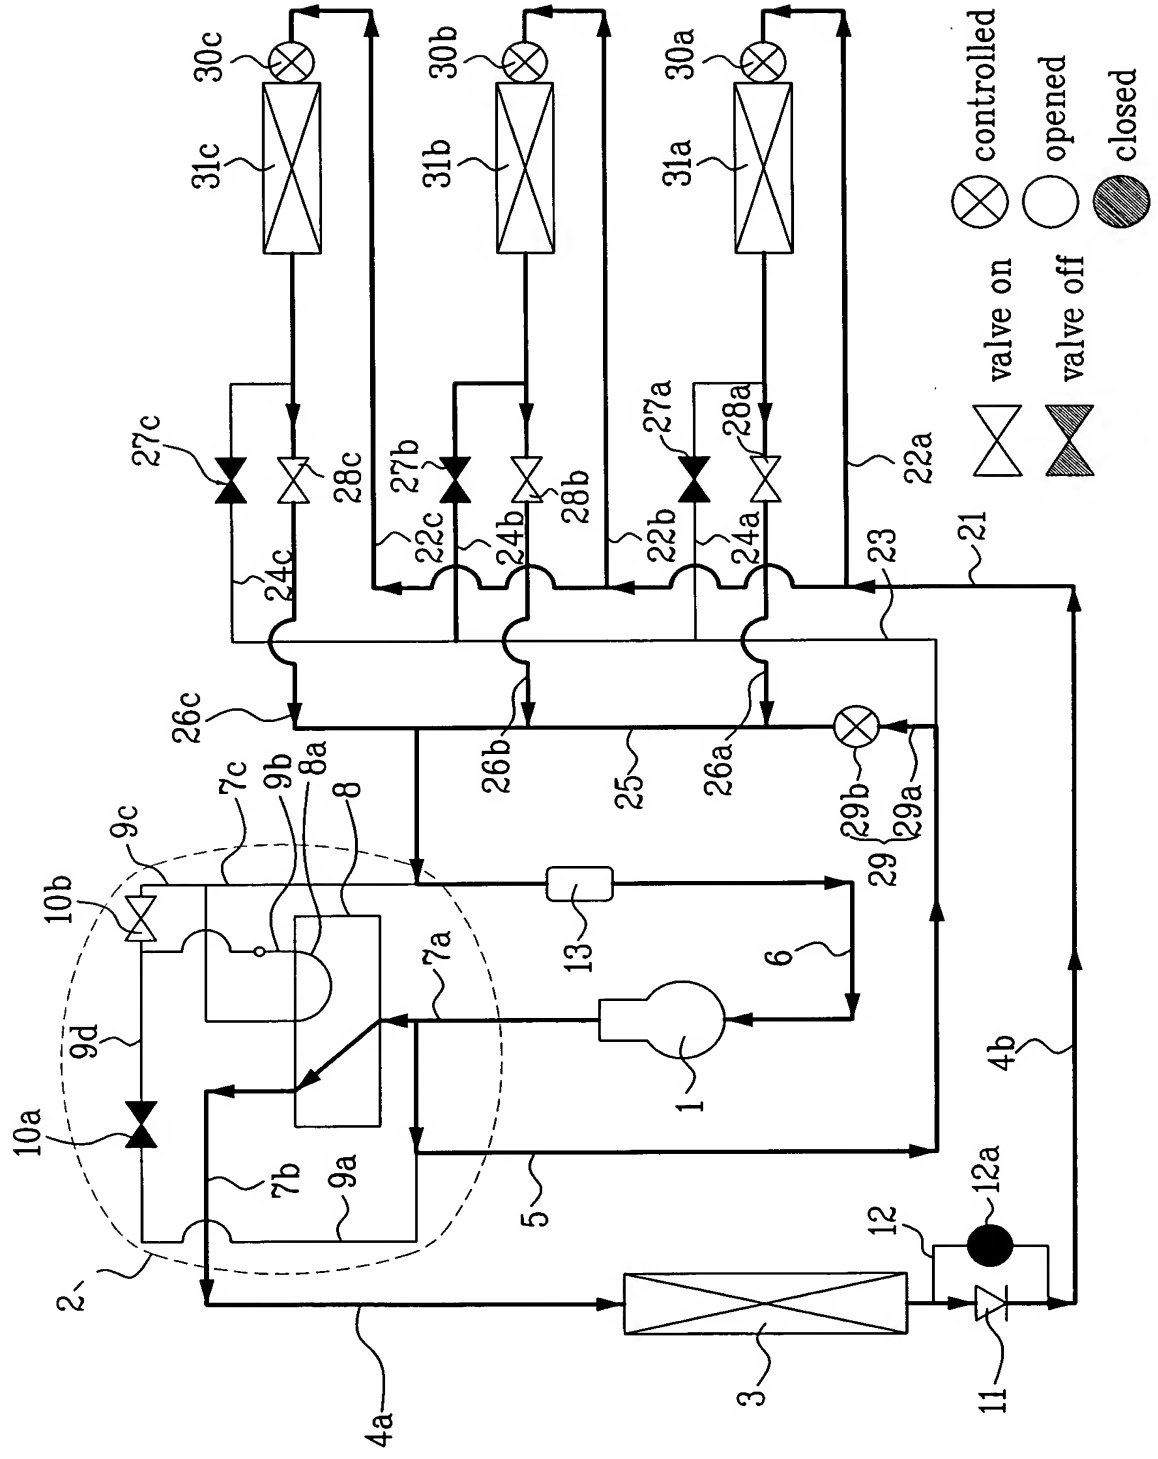 10a
2
10b
9d
9c
27c
26c
31c
30c
7c
9b
24c
7b
8a
9a
8
28c
4a
7a
27b
22c
31b
30b
26b
24b
5
13
28b
25
22b
27a
31a
30a
1
26a
24a
28a
3
6
29b
29
29a
12
23
22a
12a
11
4b
21
valve on
controlled
valve off
opened
closed